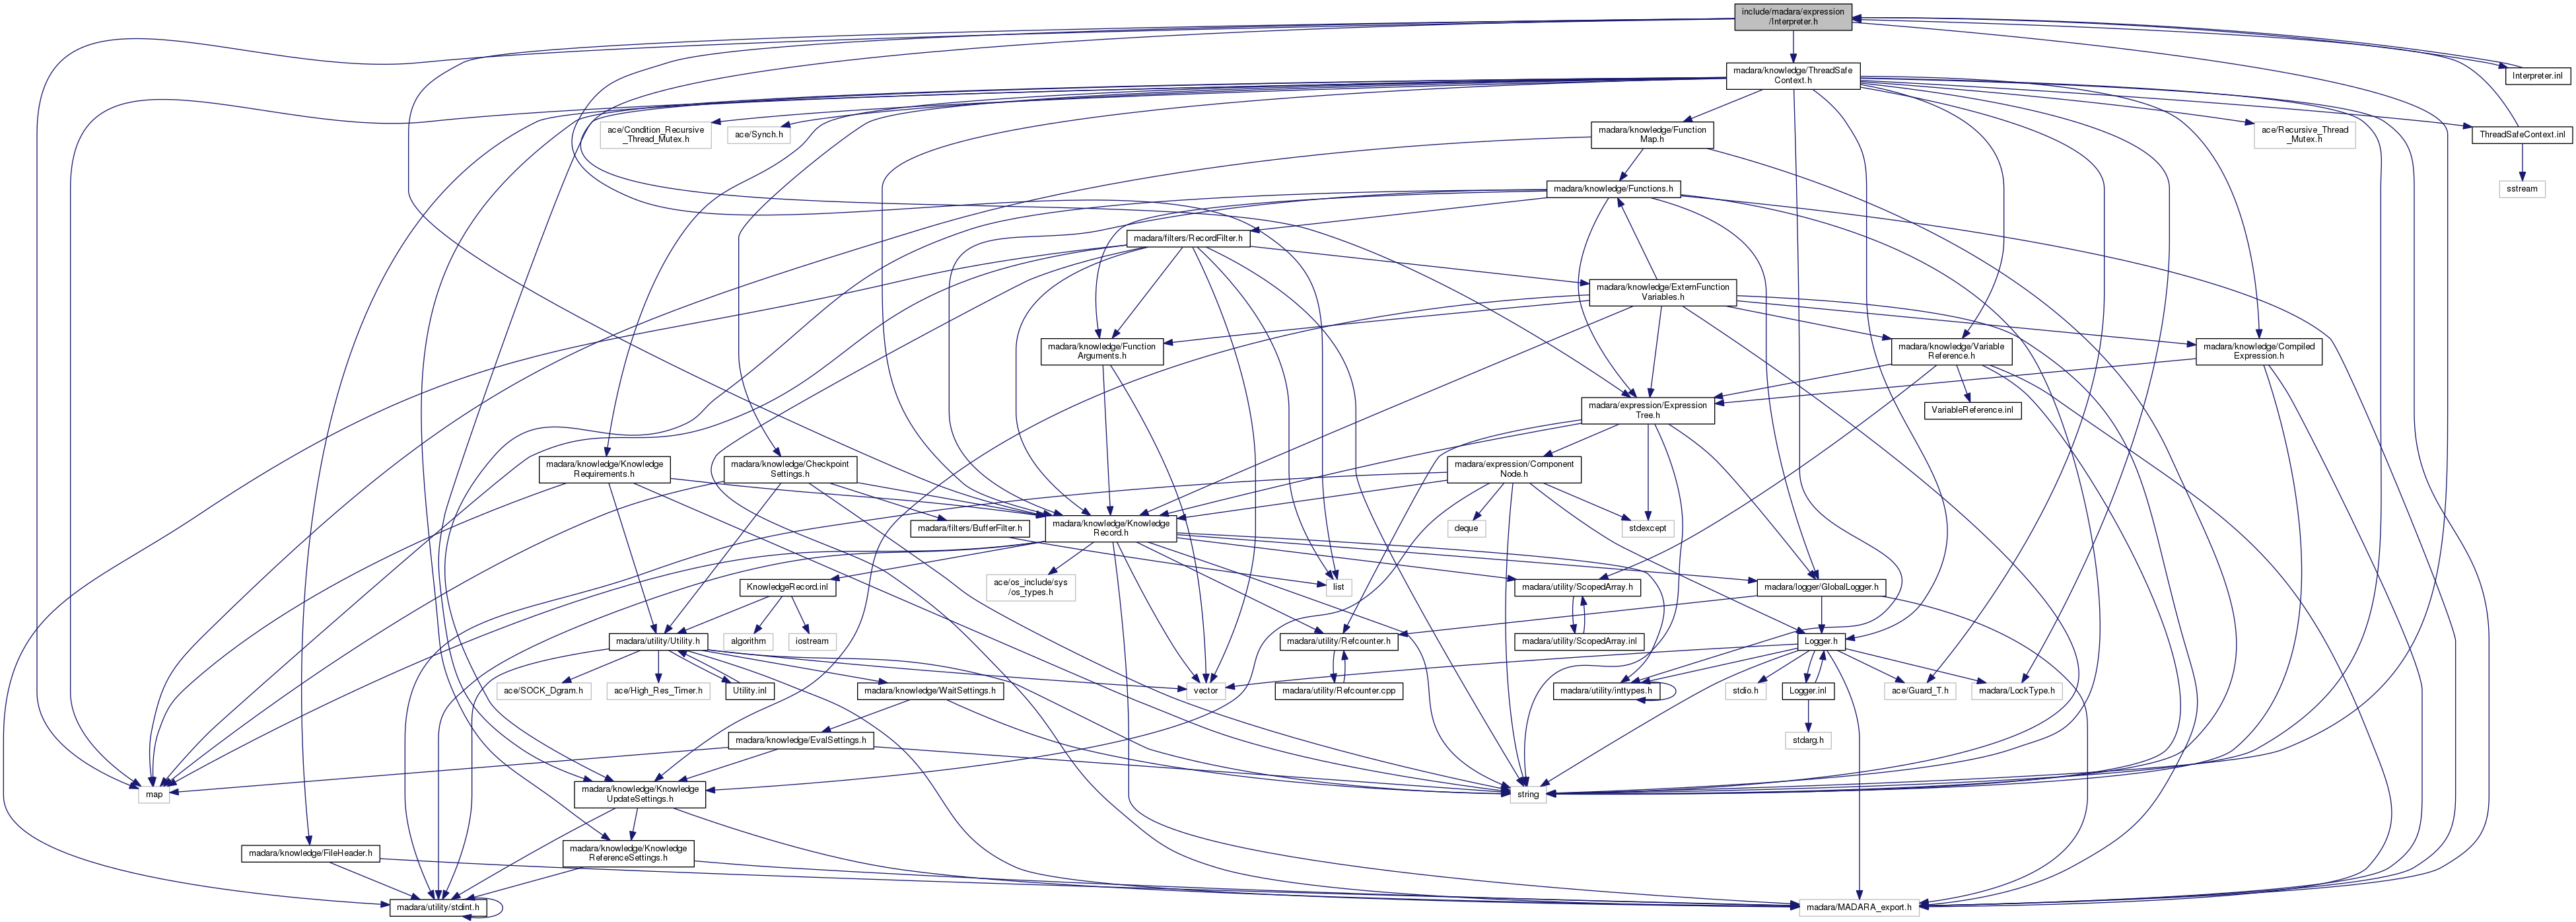 include/madara/expression
/Interpreter.h
madara/knowledge/ThreadSafe
Context.h
Interpreter.inl
ace/Condition_Recursive
_Thread_Mutex.h
ace/Synch.h
madara/knowledge/Function
Map.h
ace/Recursive_Thread
_Mutex.h
ThreadSafeContext.inl
madara/knowledge/Functions.h
sstream
madara/filters/RecordFilter.h
madara/knowledge/ExternFunction
Variables.h
madara/knowledge/Function
Arguments.h
madara/knowledge/Variable
Reference.h
madara/knowledge/Compiled
Expression.h
madara/expression/Expression
Tree.h
VariableReference.inl
madara/knowledge/Knowledge
Requirements.h
madara/knowledge/Checkpoint
Settings.h
madara/expression/Component
Node.h
madara/filters/BufferFilter.h
madara/knowledge/Knowledge
Record.h
deque
stdexcept
KnowledgeRecord.inl
ace/os_include/sys
/os_types.h
list
madara/utility/ScopedArray.h
madara/logger/GlobalLogger.h
madara/utility/Utility.h
algorithm
iostream
madara/utility/Refcounter.h
madara/utility/ScopedArray.inl
Logger.h
ace/SOCK_Dgram.h
ace/High_Res_Timer.h
Utility.inl
madara/knowledge/WaitSettings.h
vector
madara/utility/Refcounter.cpp
madara/utility/inttypes.h
stdio.h
Logger.inl
ace/Guard_T.h
madara/LockType.h
madara/knowledge/EvalSettings.h
stdarg.h
map
madara/knowledge/Knowledge
UpdateSettings.h
string
madara/knowledge/FileHeader.h
madara/knowledge/Knowledge
ReferenceSettings.h
madara/utility/stdint.h
madara/MADARA_export.h